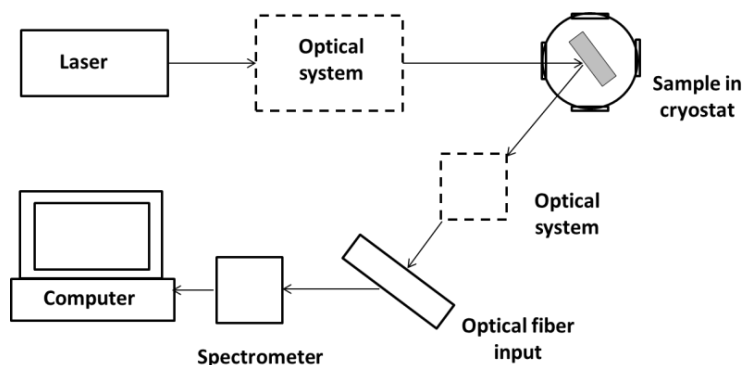 Laser
Optical
system
Sample in
cryostat
Optical
system
Computer
Optical fiber
input
Spectrometer